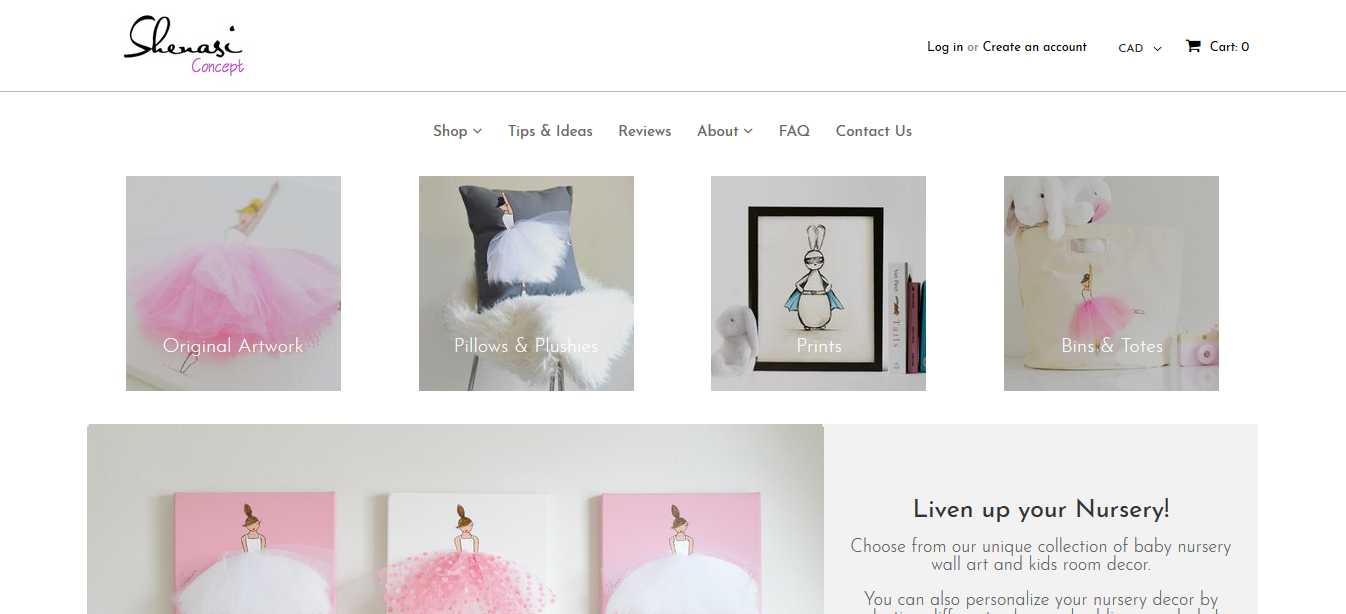 Shenasi
Concept
Log in or Create an account
CAD
Cart: 0
Shop
Tips & Ideas
Reviews
About
FAQ
Contact Us
Original Artwork
Pillows & Plushies
Prints
Bins & Totes
Liven up your Nursery!
Choose from our unique collection of baby nursery
wall art and kids room decor.
You can also personalize your nursery decor by